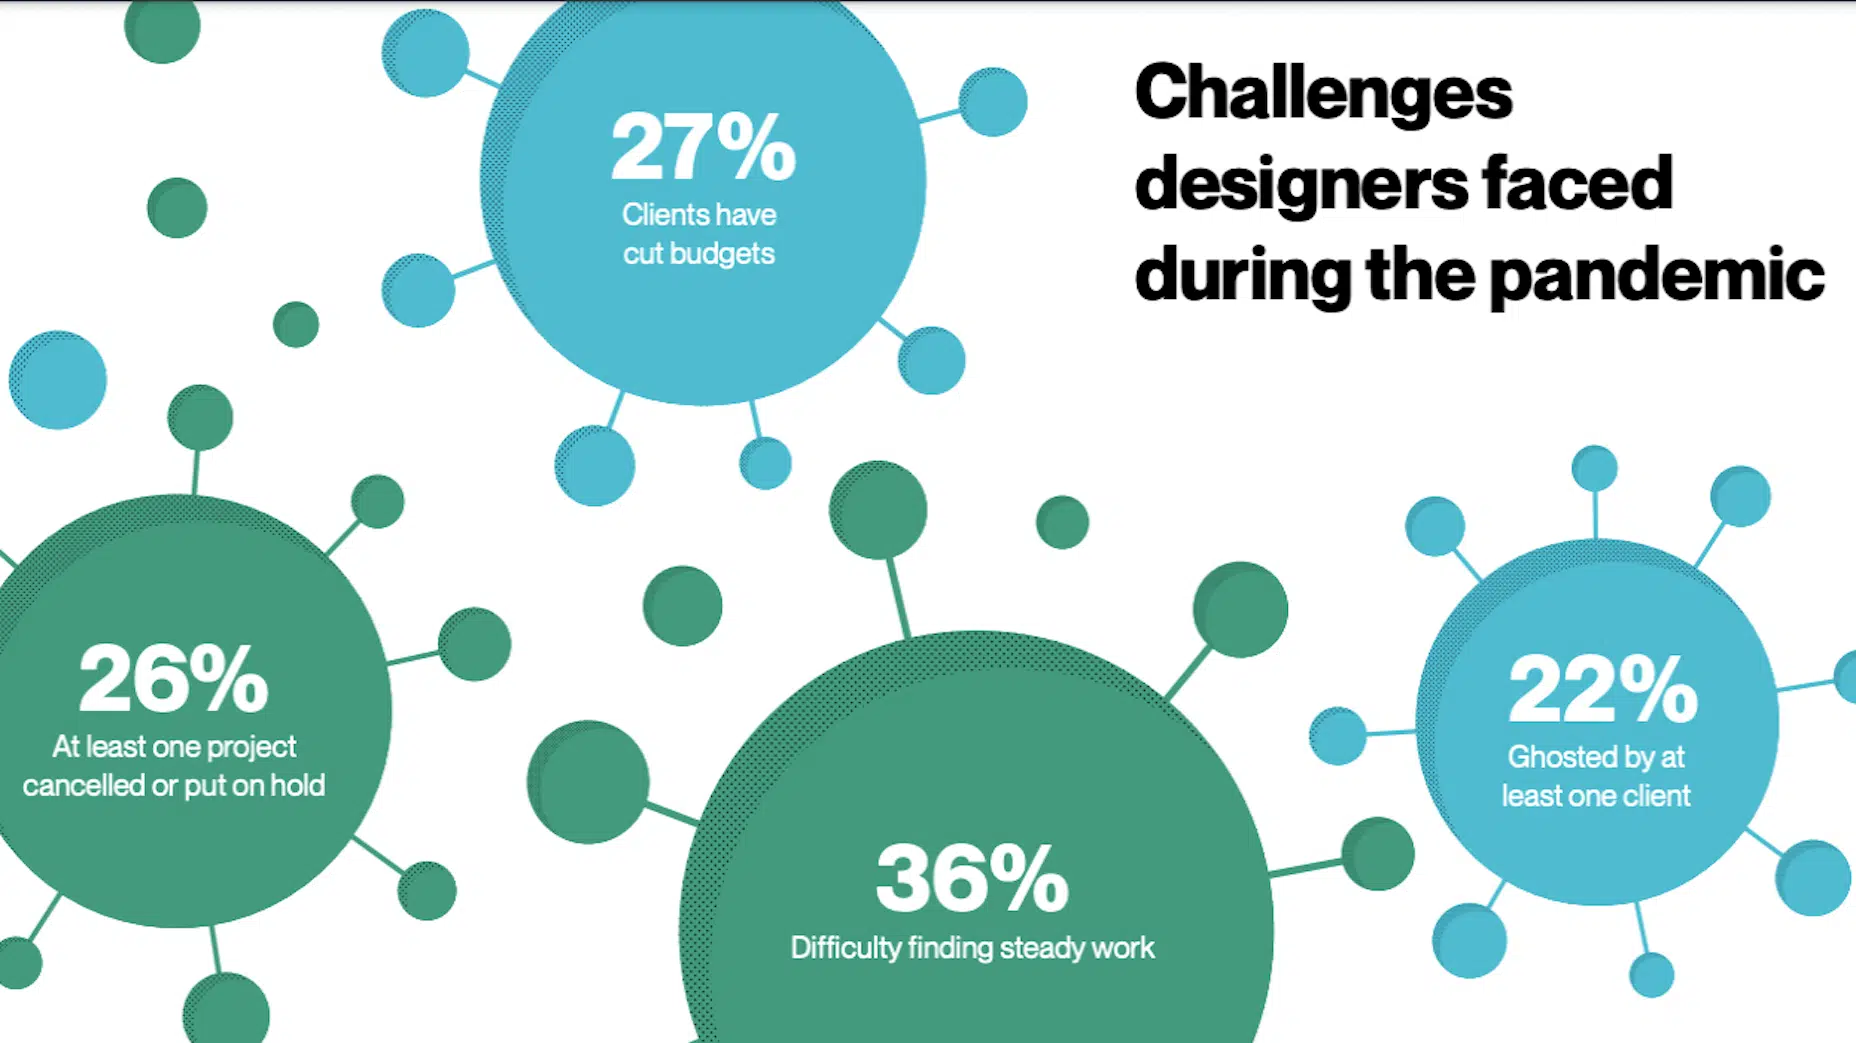 Challenges
designers faced
during the pandemic
27%
Clients have
cut budgets
26%
At least one project
cancelled or put on hold
36%
Difficulty finding steady work
22%
Ghosted by at
least one client